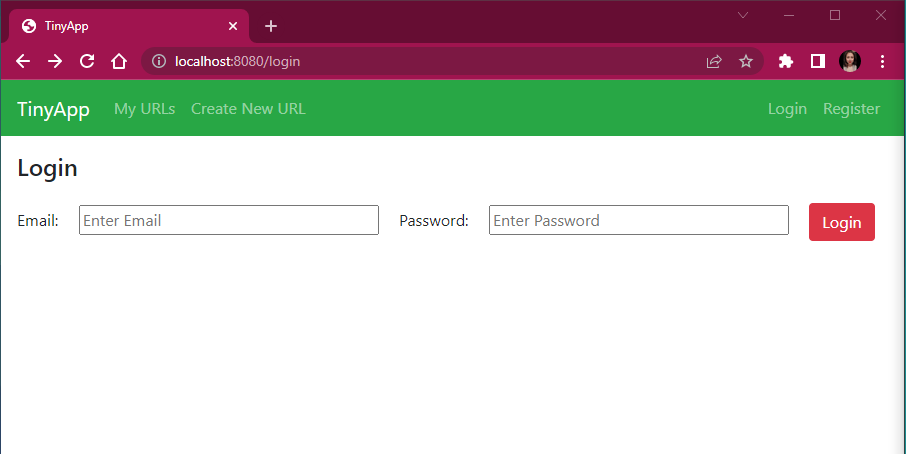 TinyApp
localhost:8080/login
TinyApp My URLs Create New URL Login Register
Login
Email: Enter Email Password: Enter Password Login